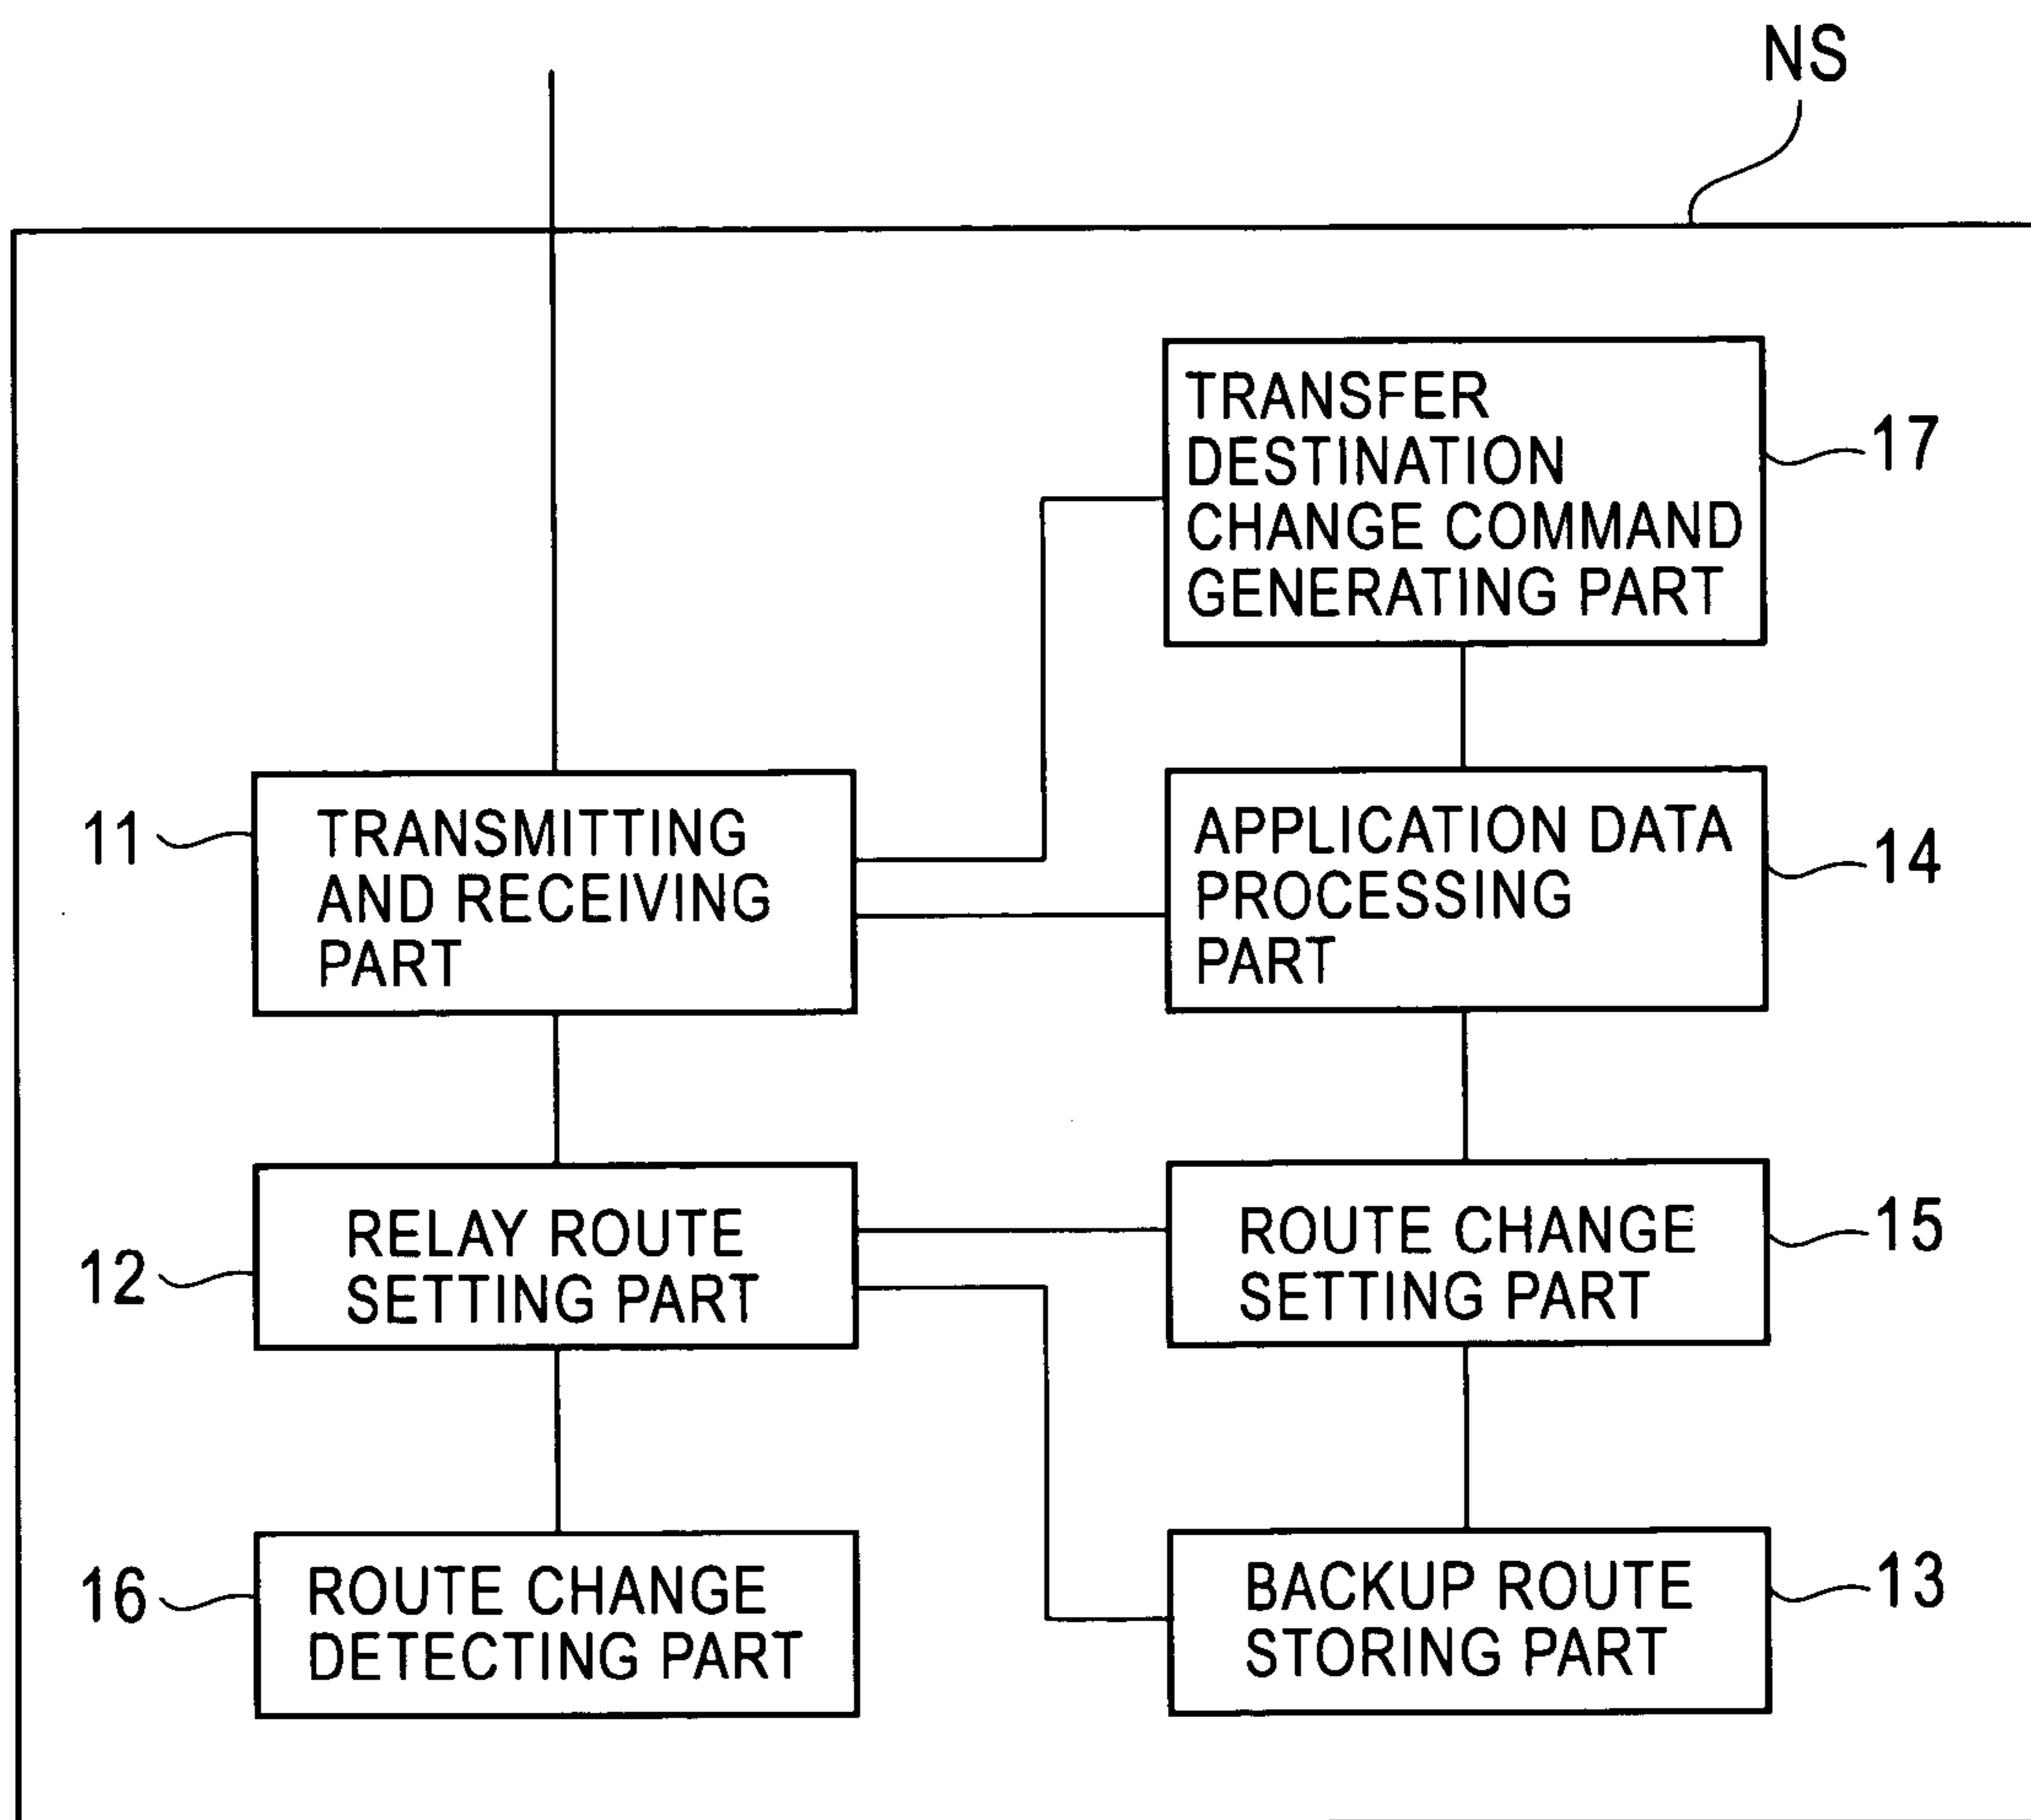 NS
TRANSFER
DESTINATION
CHANGE COMMAND
GENERATING PART
17
11
TRANSMITTING
AND RECEIVING
PART
APPLICATION DATA
PROCESSING
PART
14
12
RELAY ROUTE
SETTING PART
ROUTE CHANGE
SETTING PART
15
16
ROUTE CHANGE
DETECTING PART
BACKUP ROUTE
STORING PART
13